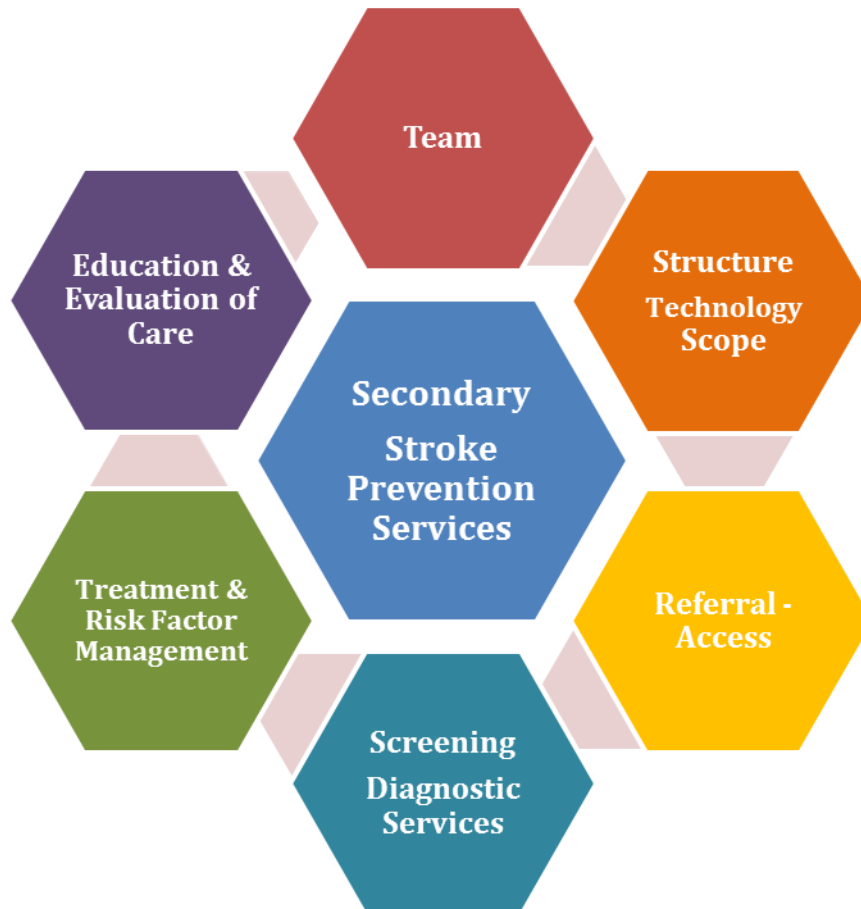 Team
Structure
Technology
Scope
Referral -
Access
Screening
Diagnostic
Services
Treatment &
Risk Factor
Management
Education &
Evaluation of
Care
Secondary
Stroke
Prevention
Services